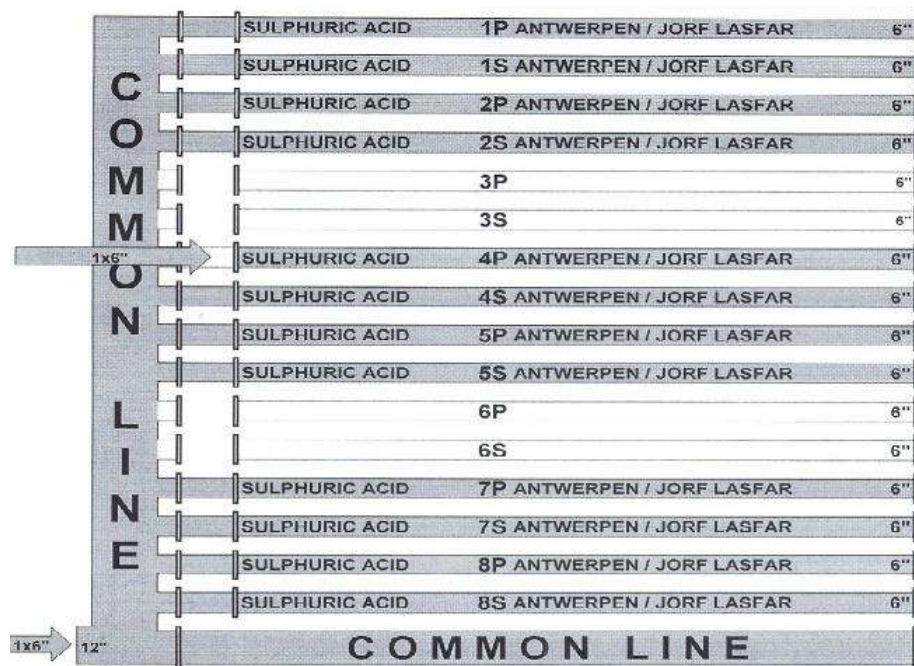 SULPHURIC ACID 1P ANTWERPEN / JORF LASFAR 6"
SULPHURIC ACID 1S ANTWERPEN / JORF LASFAR 6"
SULPHURIC ACID 2P ANTWERPEN / JORF LASFAR 6"
SULPHURIC ACID 2S ANTWERPEN / JORF LASFAR 6"
3P 6"
3S 6"
1x6" SULPHURIC ACID 4P ANTWERPEN / JORF LASFAR 6"
SULPHURIC ACID 4S ANTWERPEN / JORF LASFAR 6"
SULPHURIC ACID 5P ANTWERPEN / JORF LASFAR 6"
SULPHURIC ACID 5S ANTWERPEN / JORF LASFAR 6"
6P 6"
6S 6"
SULPHURIC ACID 7P ANTWERPEN / JORF LASFAR 6"
SULPHURIC ACID 7S ANTWERPEN / JORF LASFAR 6"
SULPHURIC ACID 8P ANTWERPEN / JORF LASFAR 6"
SULPHURIC ACID 8S ANTWERPEN / JORF LASFAR 6"
COMMON LINE
1x6" 12" COMMON LINE